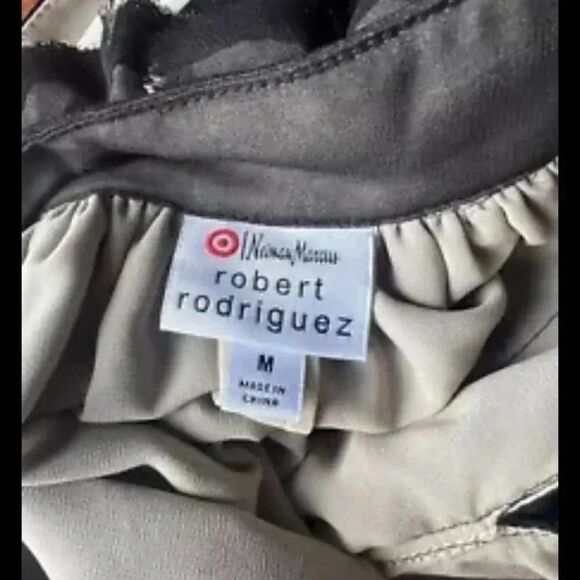 Neiman Marcus
robert
rodriguez
M
MADE IN
CHINA